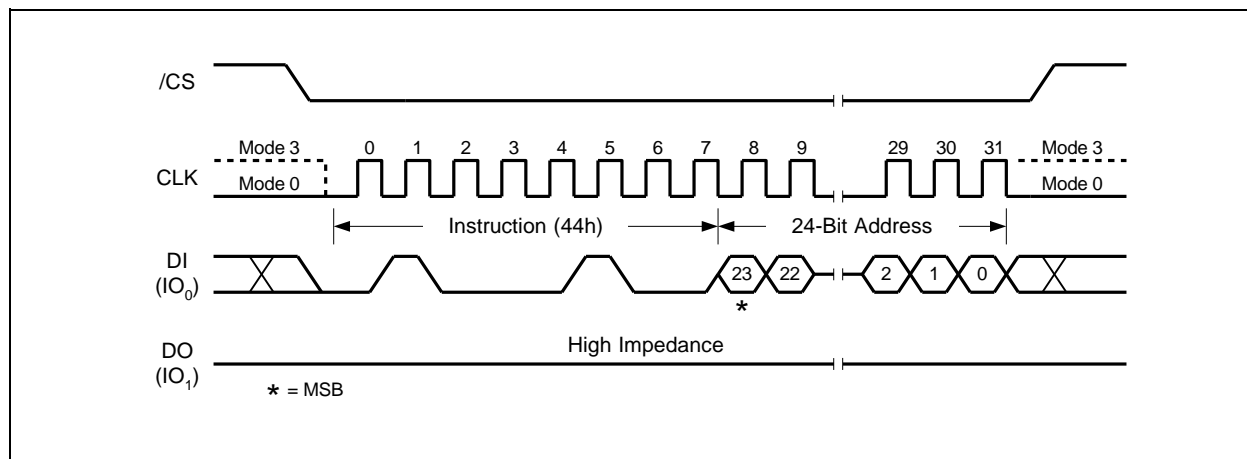 /CS
Mode 3 0 1 2 3 4 5 6 7 8 9 29 30 31 Mode 3
CLK
Mode 0 Mode 0
Instruction (44h) 24-Bit Address
DI
(IO0)
23 22 2 1 0
*
High Impedance
DO
(IO1)
* = MSB